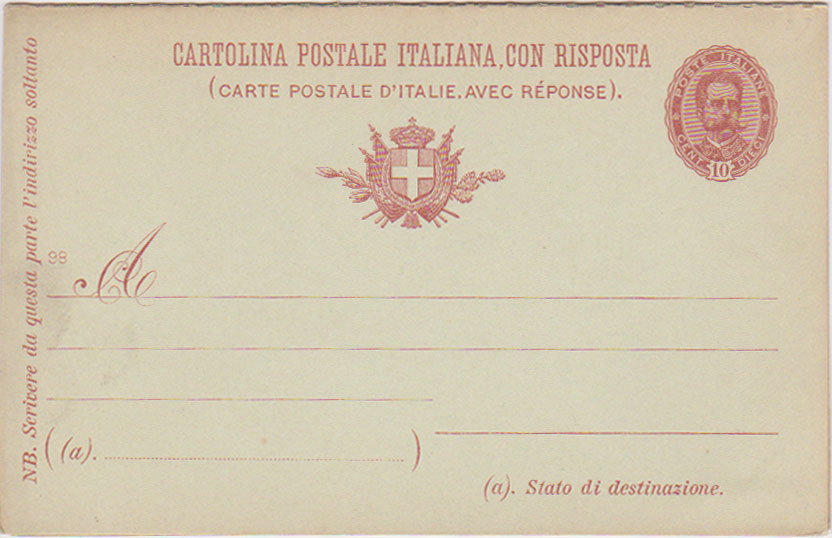 CARTOLINA POSTALE ITALIANA, CON RISPOSTA
(CARTE POSTALE D'ITALIE, AVEC RÉPONSE).
POSTE ITALIANE
CENT. DIECI
10
98
A
(a).
(a). Stato di destinazione.
NB. Scrivere da questa parte l'indirizzo soltanto